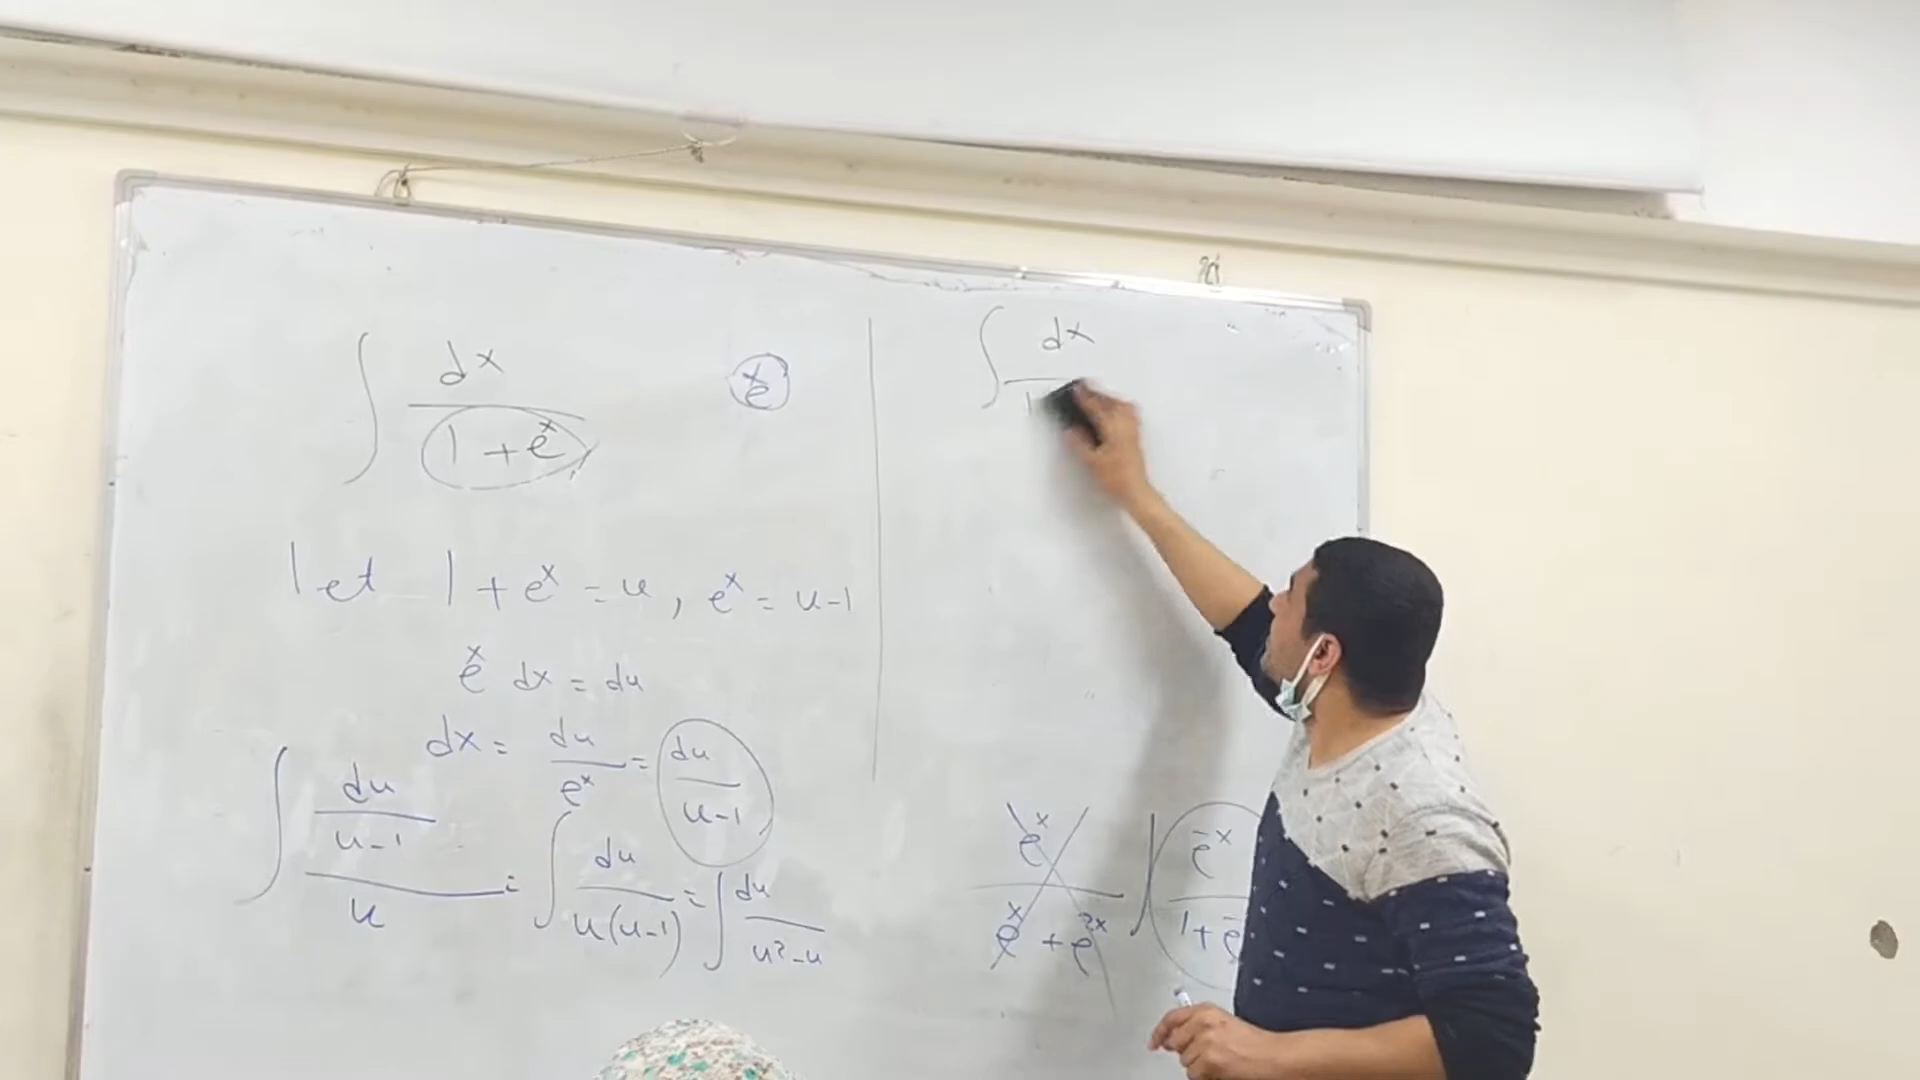 ∫ dx / (1 + e^x)
e^x
let 1 + e^x = u, e^x = u-1
e^x dx = du
dx = du / e^x = du / (u-1)
∫ (du / (u-1)) / u = ∫ du / (u(u-1)) = ∫ du / (u²-u)
∫ dx / 1
e^x / (e^x + e^2x) ∫ e^-x / (1 + e